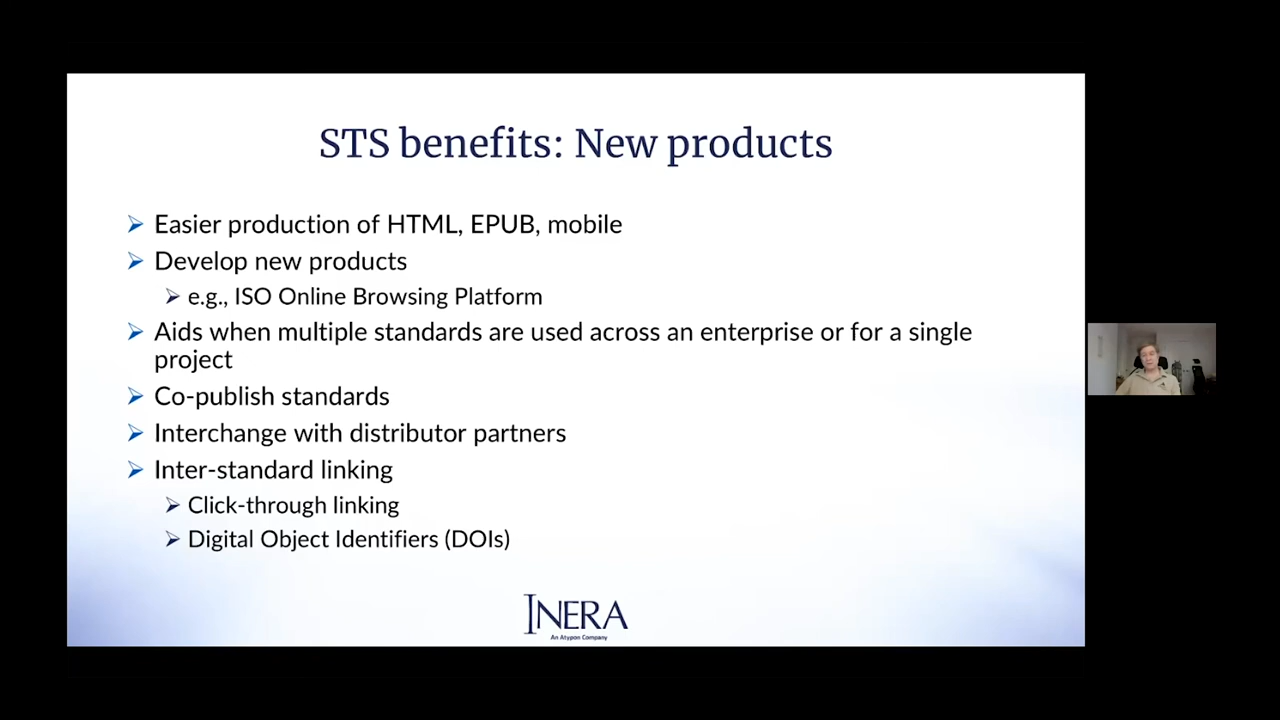 STS benefits: New products
Easier production of HTML, EPUB, mobile
Develop new products
e.g., ISO Online Browsing Platform
Aids when multiple standards are used across an enterprise or for a single
project
Co-publish standards
Interchange with distributor partners
Inter-standard linking
Click-through linking
Digital Object Identifiers (DOIs)
INERA
An Atypon Company